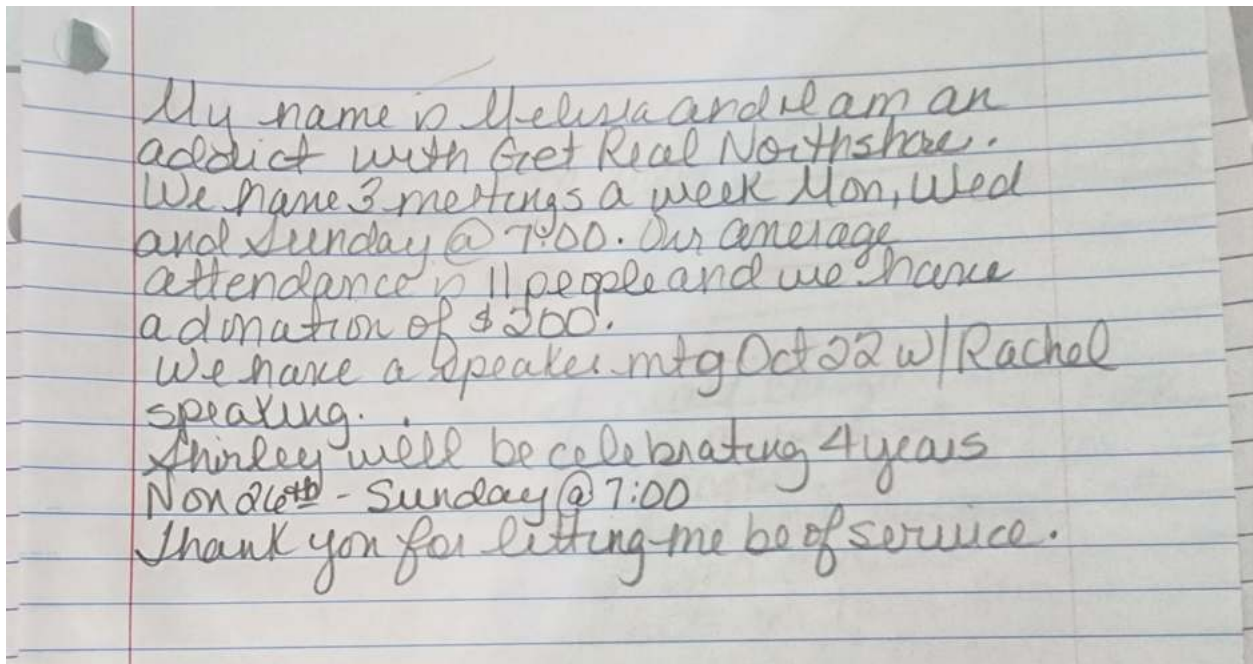 My name is Melissa and I am an
addict with Get Real Northshore.
We have 3 meetings a week Mon, Wed
and Sunday @ 7:00. Our average
attendance is 11 people and we have
a donation of $200.
We have a speaker mtg Oct 22 w/ Rachel
speaking.
Shirley will be celebrating 4 years
Nov 26th - Sunday @ 7:00
Thank you for letting me be of service.